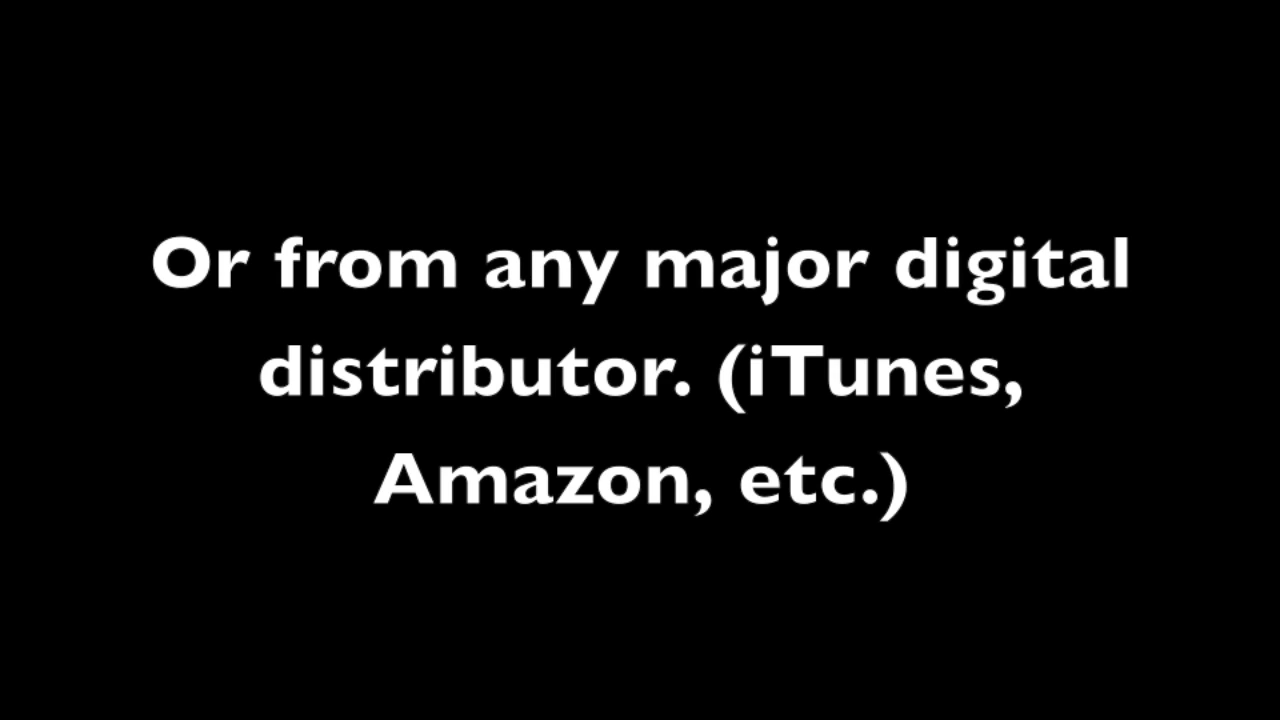 Or from any major digital
distributor. (iTunes,
Amazon, etc.)